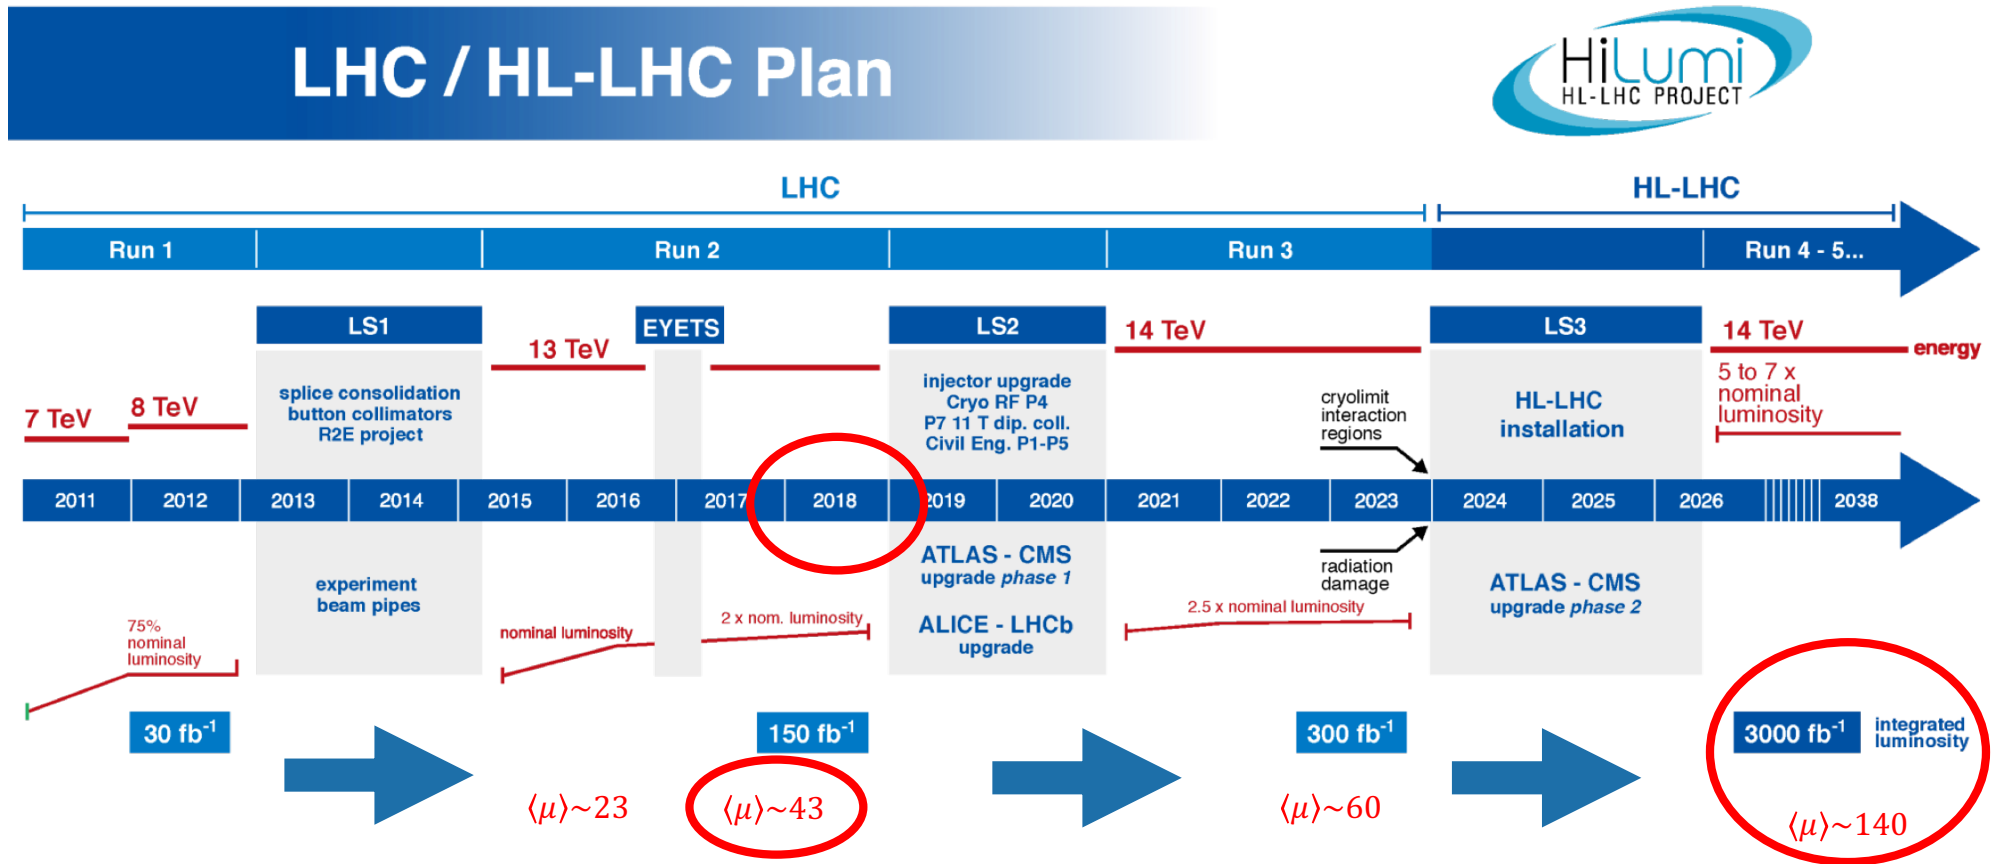 LHC / HL-LHC Plan
HiLumi
HL-LHC PROJECT
LHC
HL-LHC
Run 1
Run 2
Run 3
Run 4 - 5...
LS1
EYETS
LS2
LS3
7 TeV
8 TeV
13 TeV
14 TeV
14 TeV
energy
splice consolidation
button collimators
R2E project
injector upgrade
Cryo RF P4
P7 11 T dip. coll.
Civil Eng. P1-P5
cryolimit
interaction
regions
HL-LHC
installation
5 to 7 x
nominal
luminosity
2011 2012 2013 2014 2015 2016 2017 2018 2019 2020 2021 2022 2023 2024 2025 2026 2038
experiment
beam pipes
ATLAS - CMS
upgrade phase 1
ALICE - LHCb
upgrade
radiation
damage
ATLAS - CMS
upgrade phase 2
75%
nominal
luminosity
nominal luminosity
2 x nom. luminosity
2.5 x nominal luminosity
30 fb⁻¹
150 fb⁻¹
300 fb⁻¹
3000 fb⁻¹
integrated
luminosity
⟨μ⟩~23
⟨μ⟩~43
⟨μ⟩~60
⟨μ⟩~140